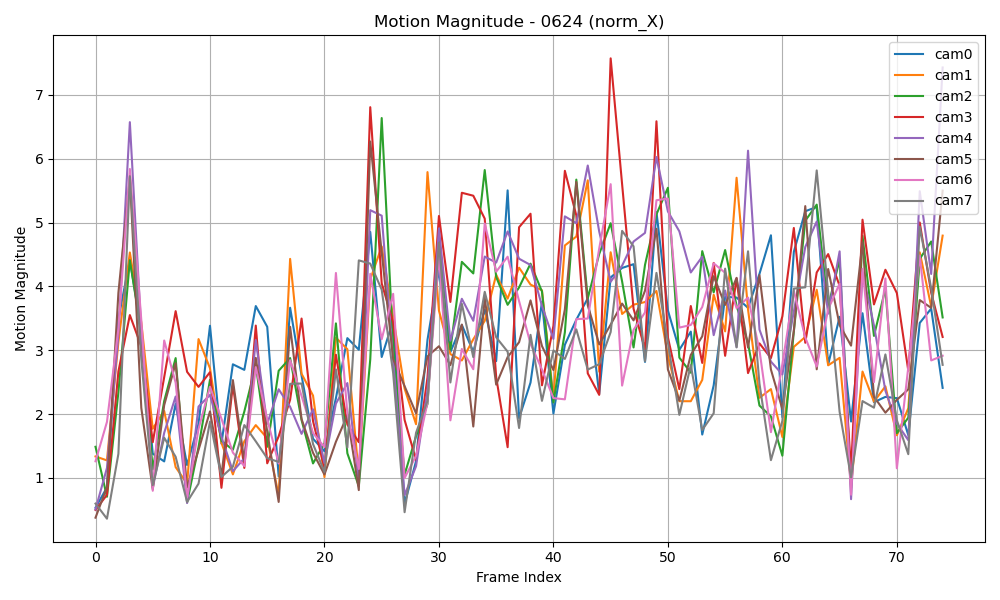 Motion Magnitude - 0624 (norm_X)
Motion Magnitude
7
6
5
4
3
2
1
0
10
20
30
40
50
60
70
Frame Index
cam0
cam1
cam2
cam3
cam4
cam5
cam6
cam7